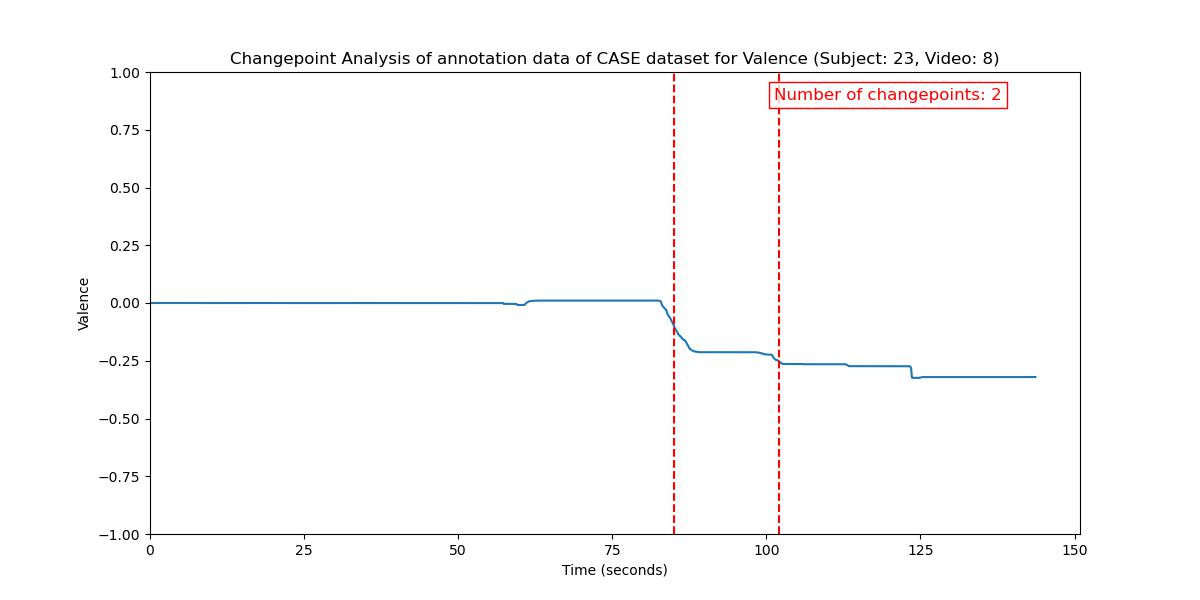 Changepoint Analysis of annotation data of CASE dataset for Valence (Subject: 23, Video: 8)
Number of changepoints: 2
1.00
0.75
0.50
0.25
0.00
−0.25
−0.50
−0.75
−1.00
Valence
0 25 50 75 100 125 150
Time (seconds)